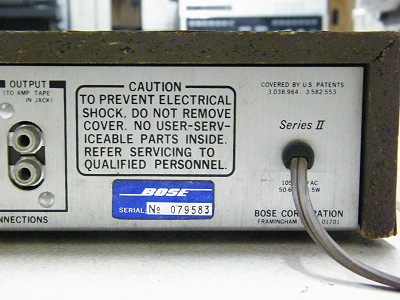 OUTPUT
(TO AMP TAPE
IN JACK)
CONNECTIONS
CAUTION
TO PREVENT ELECTRICAL
SHOCK, DO NOT REMOVE
COVER. NO USER-SERV-
ICEABLE PARTS INSIDE.
REFER SERVICING TO
QUALIFIED PERSONNEL.
BOSE
SERIAL: No 079583
COVERED BY U.S. PATENTS
3.038.964 3.582.553
Series II
BOSE CORPORATION
FRAMINGHAM, 01701